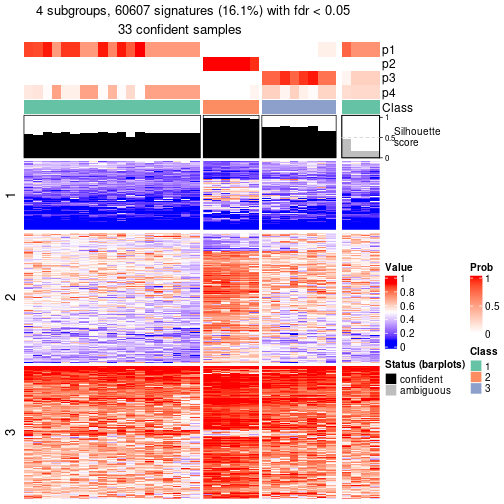 4 subgroups, 60607 signatures (16.1%) with fdr < 0.05
33 confident samples
p1
p2
p3
p4
Class
1
0.5
0
Silhouette
score
1
2
3
Value
1
0.8
0.6
0.4
0.2
0
Prob
1
0.5
0
Status (barplots)
confident
ambiguous
Class
1
2
3